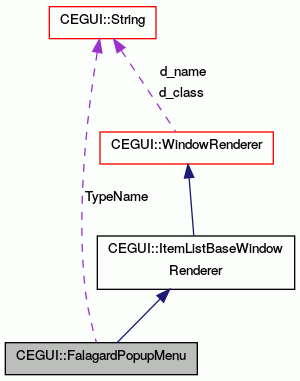 CEGUI::String
d_name
d_class
CEGUI::WindowRenderer
TypeName
CEGUI::ItemListBaseWindow
Renderer
CEGUI::FalagardPopupMenu